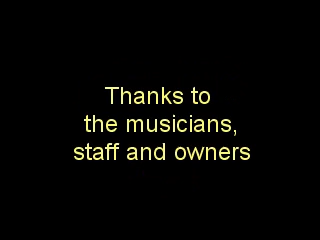 Thanks to
the musicians,
staff and owners